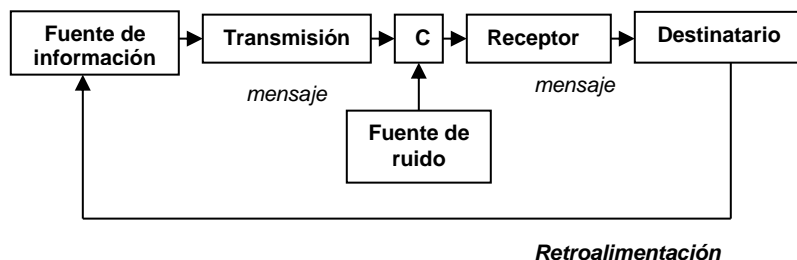 Fuente de
información
Transmisión
C
Receptor
Destinatario
mensaje
mensaje
Fuente de
ruido
Retroalimentación